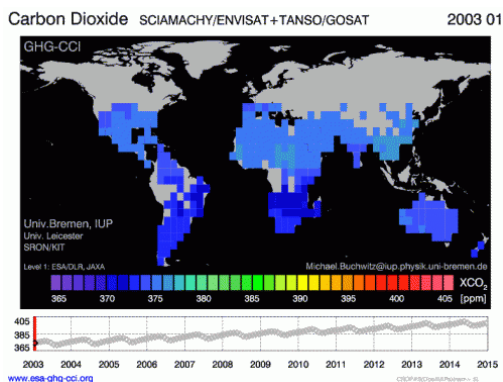 Carbon Dioxide SCIAMACHY/ENVISAT+TANSO/GOSAT 2003 01
GHG-CCI
Univ.Bremen, IUP
Univ. Leicester
SRON/KIT
Level 1: ESA/DLR, JAXA Michael.Buchwitz@iup.physik.uni-bremen.de
XCO2
365 370 375 380 385 390 395 400 405 [ppm]
405
385
365
2003 2004 2005 2006 2007 2008 2009 2010 2011 2012 2013 2014 2015
www.esa-ghg-cci.org